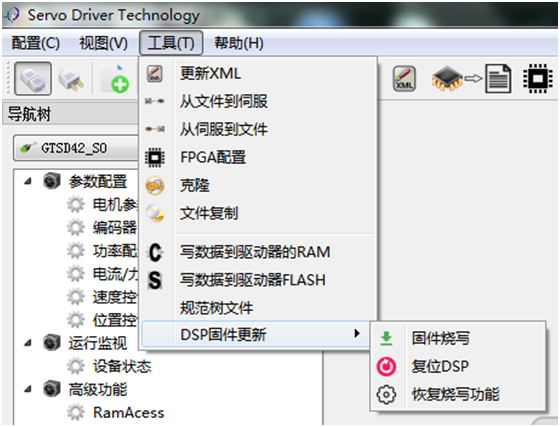 Servo Driver Technology
配置(C) 视图(V) 工具(T) 帮助(H)
更新XML
从文件到伺服
从伺服到文件
FPGA配置
克隆
文件复制
写数据到驱动器的RAM
写数据到驱动器FLASH
规范树文件
DSP固件更新
固件烧写
复位DSP
恢复烧写功能
XML
导航树
GTSD42_S0
参数配置
电机参
编码器
功率配
电流/力
速度控
位置控
运行监视
设备状态
高级功能
RamAcess